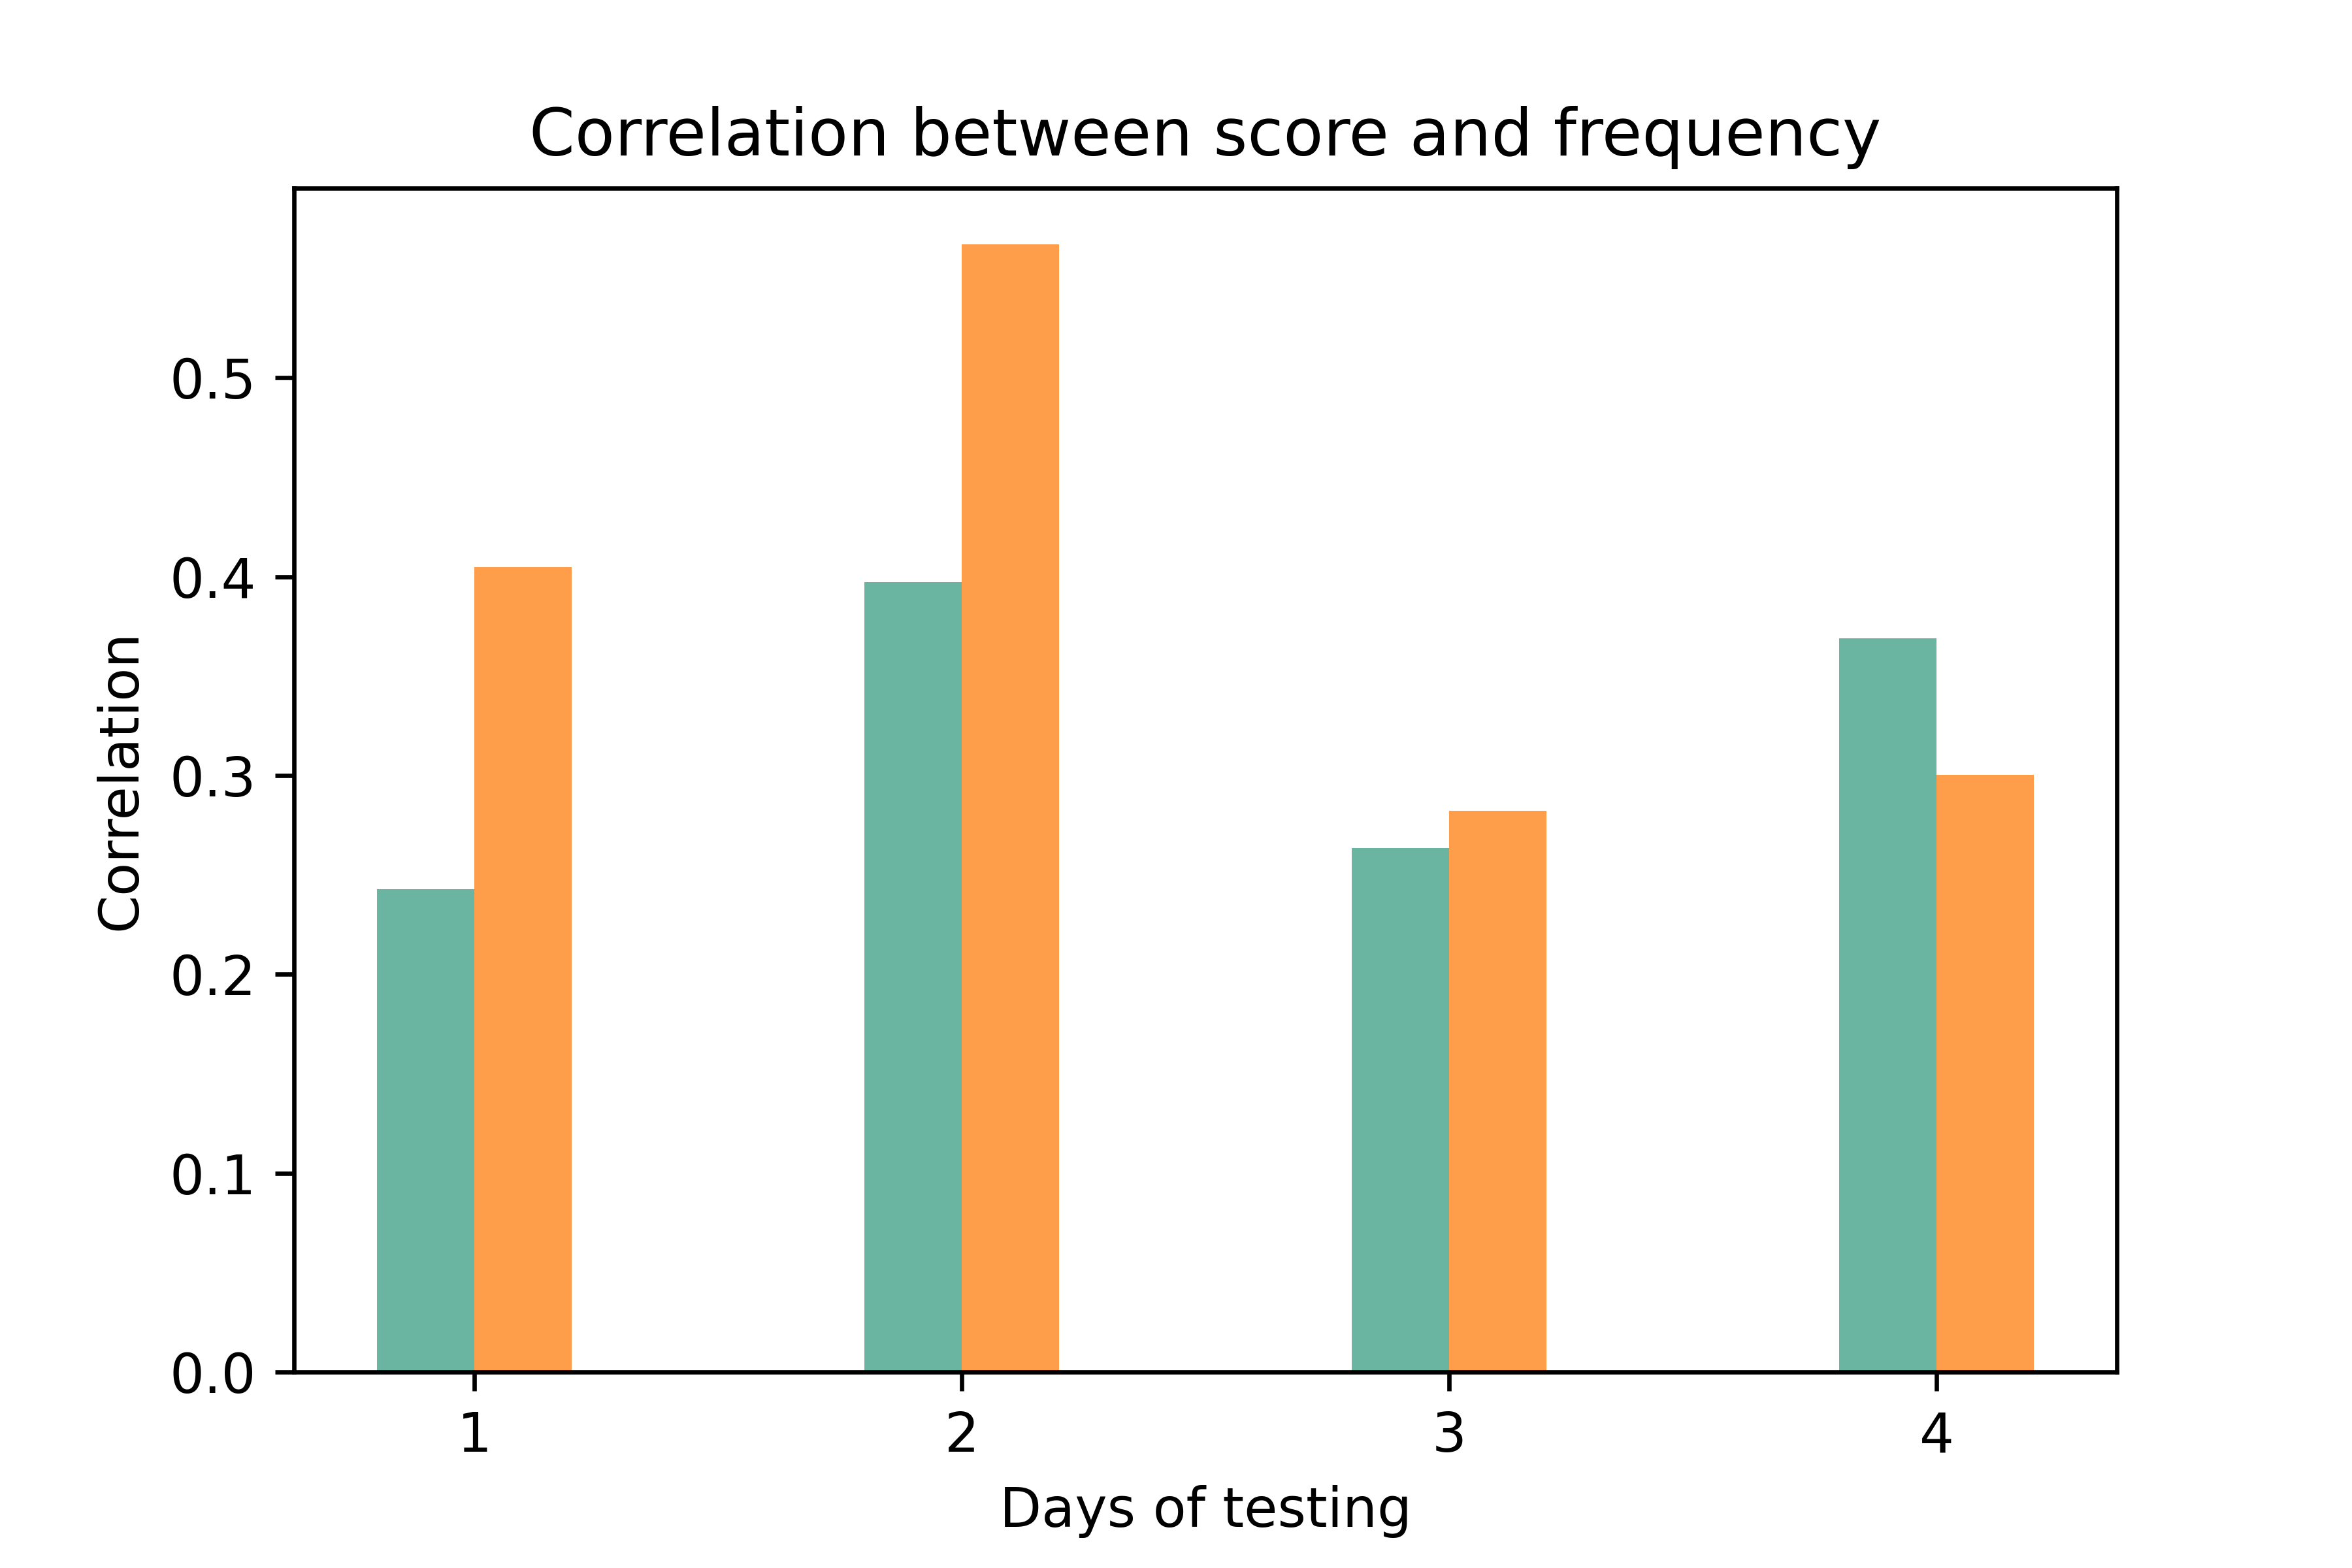 Correlation between score and frequency
Correlation
0.5
0.4
0.3
0.2
0.1
0.0
1 2 3 4
Days of testing